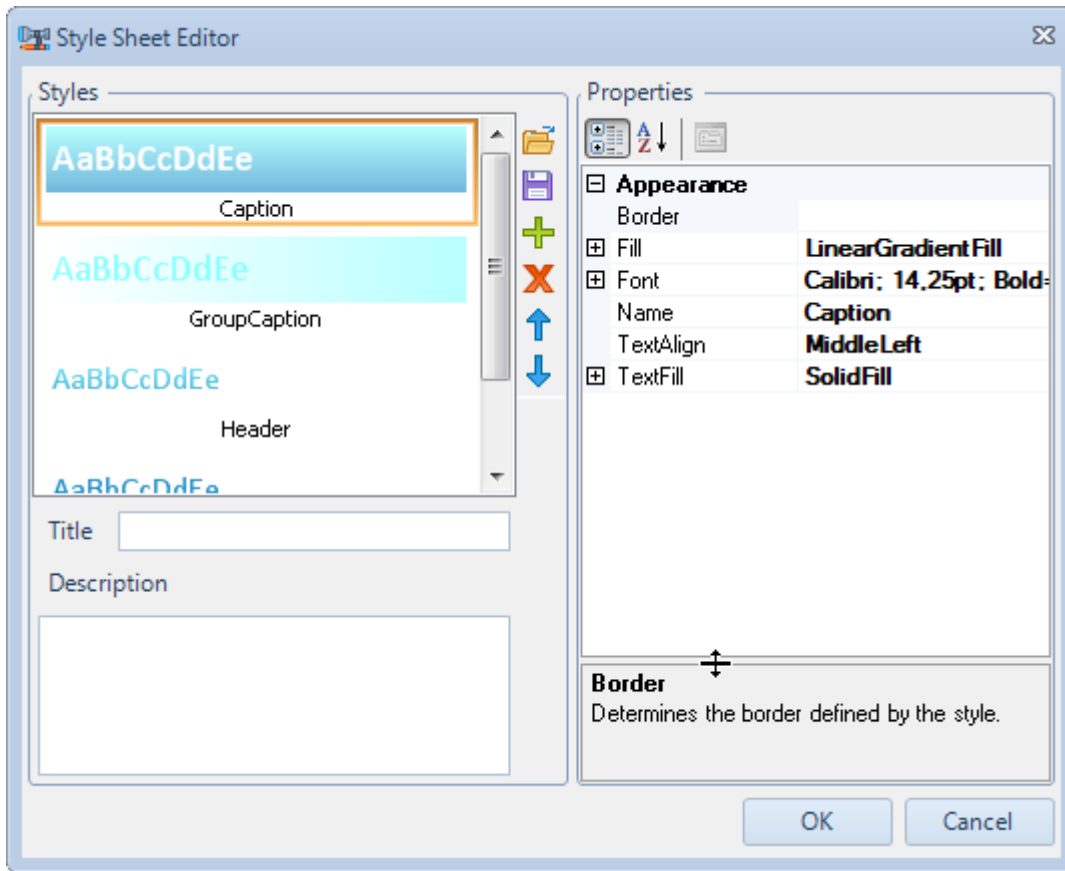 Style Sheet Editor
Styles
AaBbCcDdEe
Caption
AaBbCcDdEe
GroupCaption
AaBbCcDdEe
Header
AaBbCcDdEe
Title
Description
Properties
A
Z
Appearance
Border
Fill LinearGradientFill
Font Calibri; 14,25pt; Bold=
Name Caption
TextAlign MiddleLeft
TextFill SolidFill
Border
Determines the border defined by the style.
OK Cancel